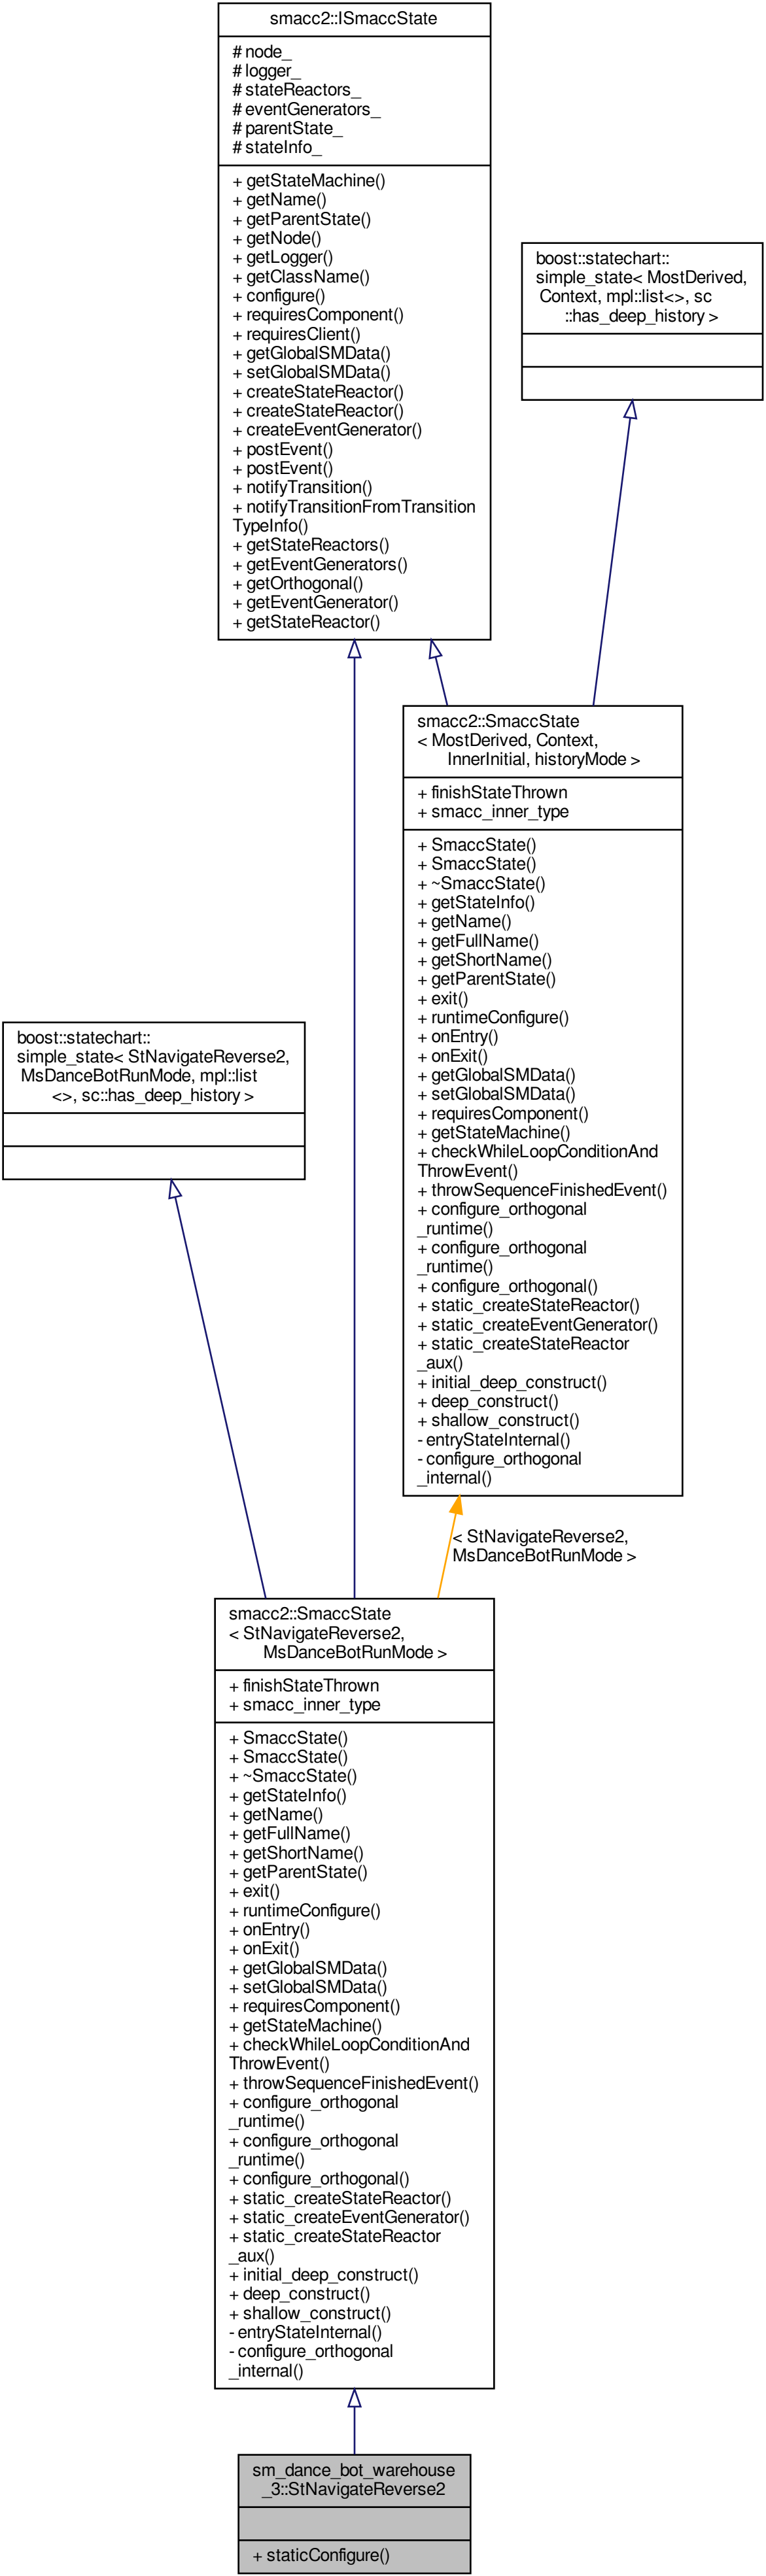 smacc2::ISmaccState
# node_
# logger_
# stateReactors_
# eventGenerators_
# parentState_
# stateInfo_
+ getStateMachine()
+ getName()
+ getParentState()
+ getNode()
+ getLogger()
+ getClassName()
+ configure()
+ requiresComponent()
+ requiresClient()
+ getGlobalSMData()
+ setGlobalSMData()
+ createStateReactor()
+ createStateReactor()
+ createEventGenerator()
+ postEvent()
+ postEvent()
+ notifyTransition()
+ notifyTransitionFromTransition
TypeInfo()
+ getStateReactors()
+ getEventGenerators()
+ getOrthogonal()
+ getEventGenerator()
+ getStateReactor()
boost::statechart::
simple_state< MostDerived,
Context, mpl::list<>, sc
::has_deep_history >
smacc2::SmaccState
< MostDerived, Context,
InnerInitial, historyMode >
+ finishStateThrown
+ smacc_inner_type
+ SmaccState()
+ SmaccState()
+ ~SmaccState()
+ getStateInfo()
+ getName()
+ getFullName()
+ getShortName()
+ getParentState()
+ exit()
+ runtimeConfigure()
+ onEntry()
+ onExit()
+ getGlobalSMData()
+ setGlobalSMData()
+ requiresComponent()
+ getStateMachine()
+ checkWhileLoopConditionAnd
ThrowEvent()
+ throwSequenceFinishedEvent()
+ configure_orthogonal
_runtime()
+ configure_orthogonal
_runtime()
+ configure_orthogonal()
+ static_createStateReactor()
+ static_createEventGenerator()
+ static_createStateReactor
_aux()
+ initial_deep_construct()
+ deep_construct()
+ shallow_construct()
- entryStateInternal()
- configure_orthogonal
_internal()
boost::statechart::
simple_state< StNavigateReverse2,
MsDanceBotRunMode, mpl::list
<>, sc::has_deep_history >
< StNavigateReverse2,
MsDanceBotRunMode >
smacc2::SmaccState
< StNavigateReverse2,
MsDanceBotRunMode >
+ finishStateThrown
+ smacc_inner_type
+ SmaccState()
+ SmaccState()
+ ~SmaccState()
+ getStateInfo()
+ getName()
+ getFullName()
+ getShortName()
+ getParentState()
+ exit()
+ runtimeConfigure()
+ onEntry()
+ onExit()
+ getGlobalSMData()
+ setGlobalSMData()
+ requiresComponent()
+ getStateMachine()
+ checkWhileLoopConditionAnd
ThrowEvent()
+ throwSequenceFinishedEvent()
+ configure_orthogonal
_runtime()
+ configure_orthogonal
_runtime()
+ configure_orthogonal()
+ static_createStateReactor()
+ static_createEventGenerator()
+ static_createStateReactor
_aux()
+ initial_deep_construct()
+ deep_construct()
+ shallow_construct()
- entryStateInternal()
- configure_orthogonal
_internal()
sm_dance_bot_warehouse
_3::StNavigateReverse2
+ staticConfigure()